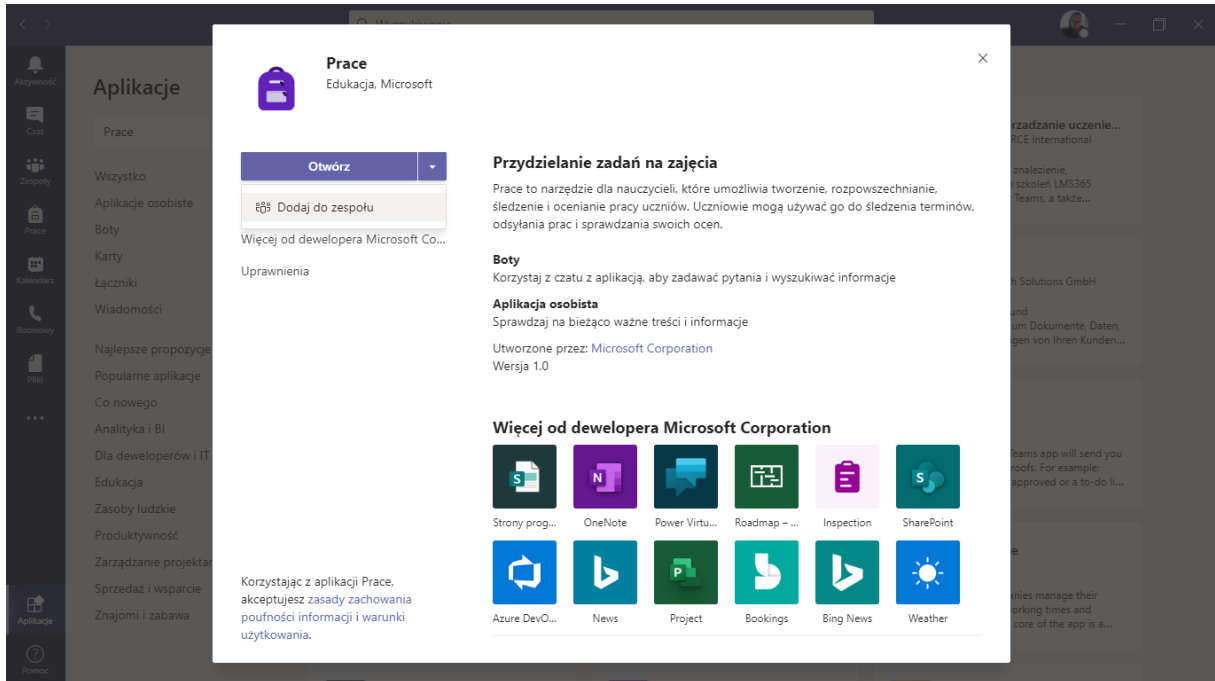 Wyszukiwanie
Aktywność
Czat
Zespoły
Prace
Kalendarz
Rozmowy
Pliki
Aplikacje
Pomoc
Aplikacje
Prace
Wszystko
Aplikacje osobiste
Boty
Karty
Łączniki
Wiadomości
Najlepsze propozycje
Popularne aplikacje
Co nowego
Analityka i BI
Dla deweloperów i IT
Edukacja
Zasoby ludzkie
Produktywność
Zarządzanie projektar
Sprzedaż i wsparcie
Znajomi i zabawa
Prace
Edukacja, Microsoft
Otwórz
Dodaj do zespołu
Więcej od dewelopera Microsoft Co...
Uprawnienia
Korzystając z aplikacji Prace,
akceptujesz zasady zachowania
poufności informacji i warunki
użytkowania.
Przydzielanie zadań na zajęcia
Prace to narzędzie dla nauczycieli, które umożliwia tworzenie, rozpowszechnianie,
śledzenie i ocenianie pracy uczniów. Uczniowie mogą używać go do śledzenia terminów,
odsyłania prac i sprawdzania swoich ocen.
Boty
Korzystaj z czatu z aplikacją, aby zadawać pytania i wyszukiwać informacje
Aplikacja osobista
Sprawdzaj na bieżąco ważne treści i informacje
Utworzone przez: Microsoft Corporation
Wersja 1.0
Więcej od dewelopera Microsoft Corporation
Strony prog...
OneNote
Power Virtu...
Roadmap – ...
Inspection
SharePoint
Azure DevO...
News
Project
Bookings
Bing News
Weather
rzadzanie uczenie...
RCE International
znalezienie,
szkoleń LMS365
Teams, a także...
h Solutions GmbH
und
um Dokumente, Daten,
gen von Ihren Kunden...
Teams app will send you
roofs. For example:
approved or a to-do li...
e
anies manage their
orking times and
core of the app is a...